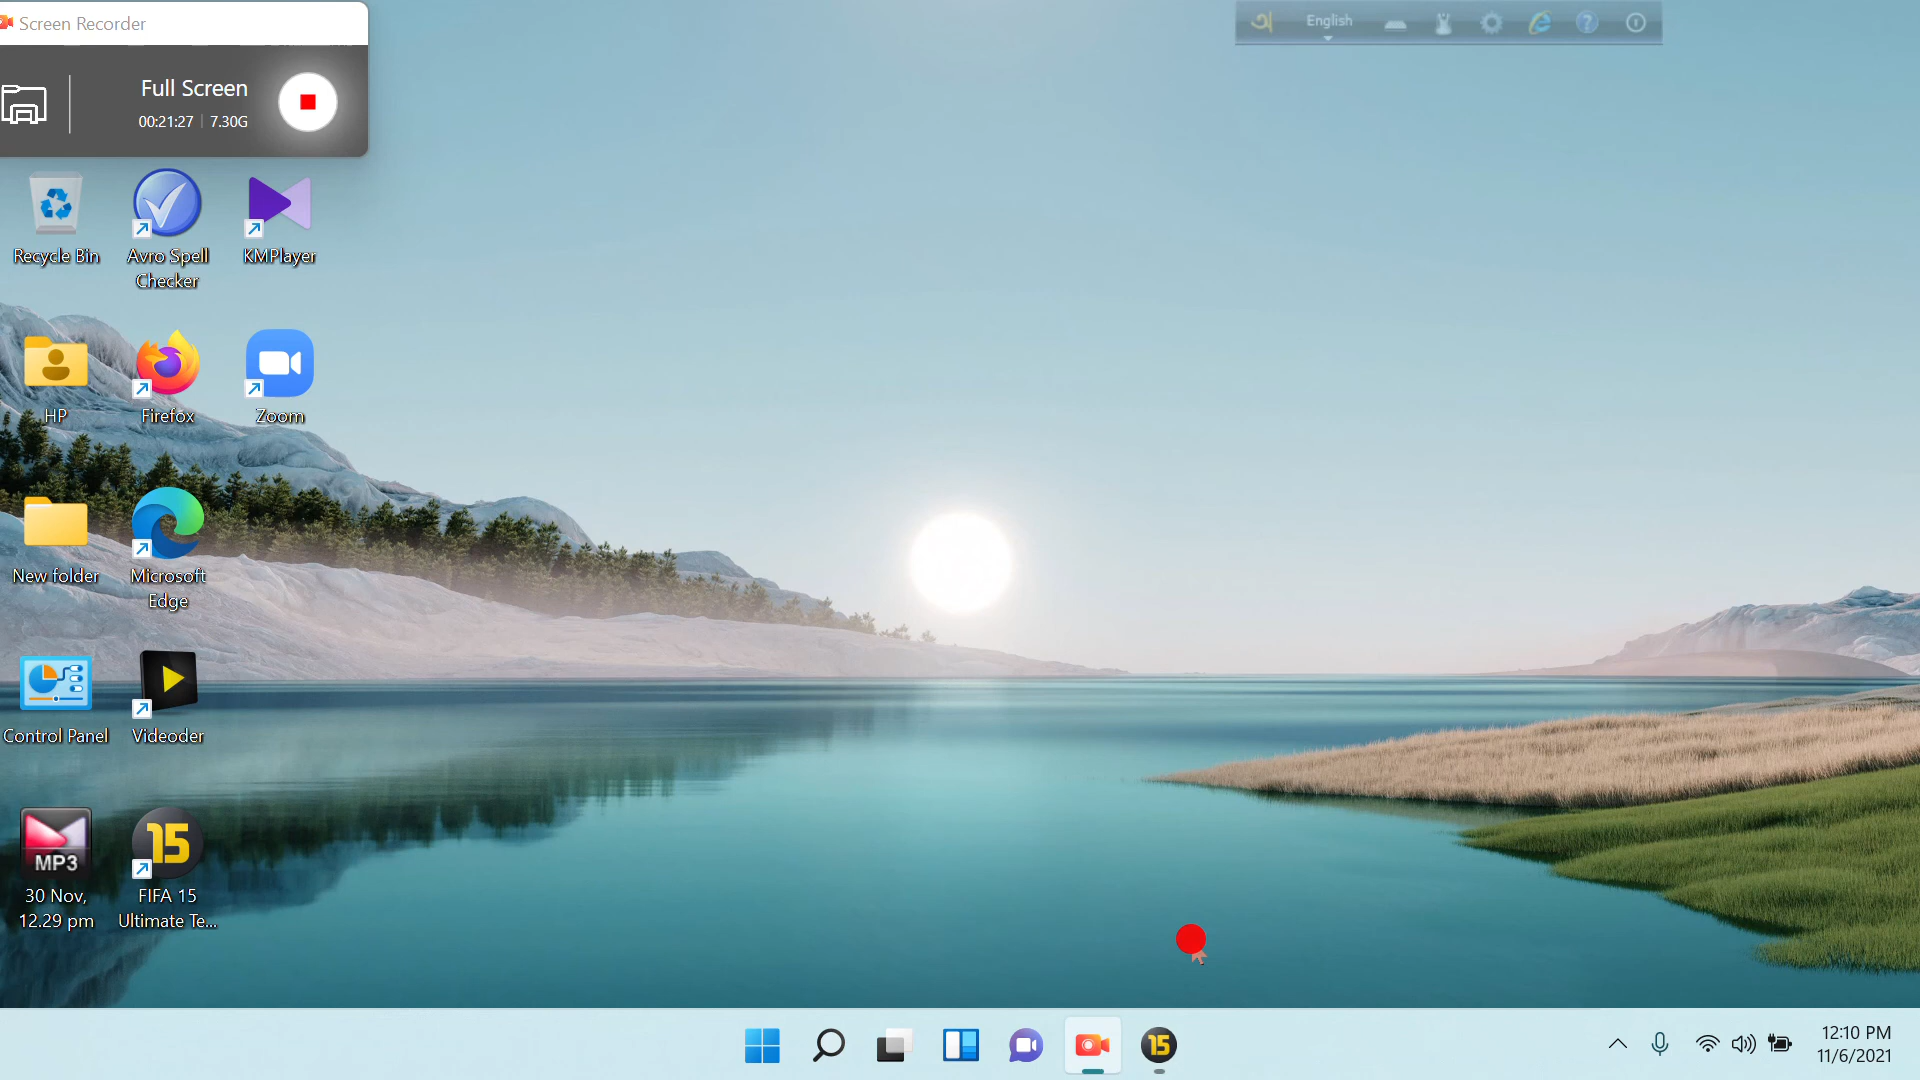 Screen Recorder
English
Full Screen
00:21:27 | 7.30G
Recycle Bin
Avro Spell
Checker
KMPlayer
HP
Firefox
Zoom
New folder
Microsoft
Edge
Control Panel
Videoder
MP3
30 Nov,
12.29 pm
15
FIFA 15
Ultimate Te...
15
12:10 PM
11/6/2021